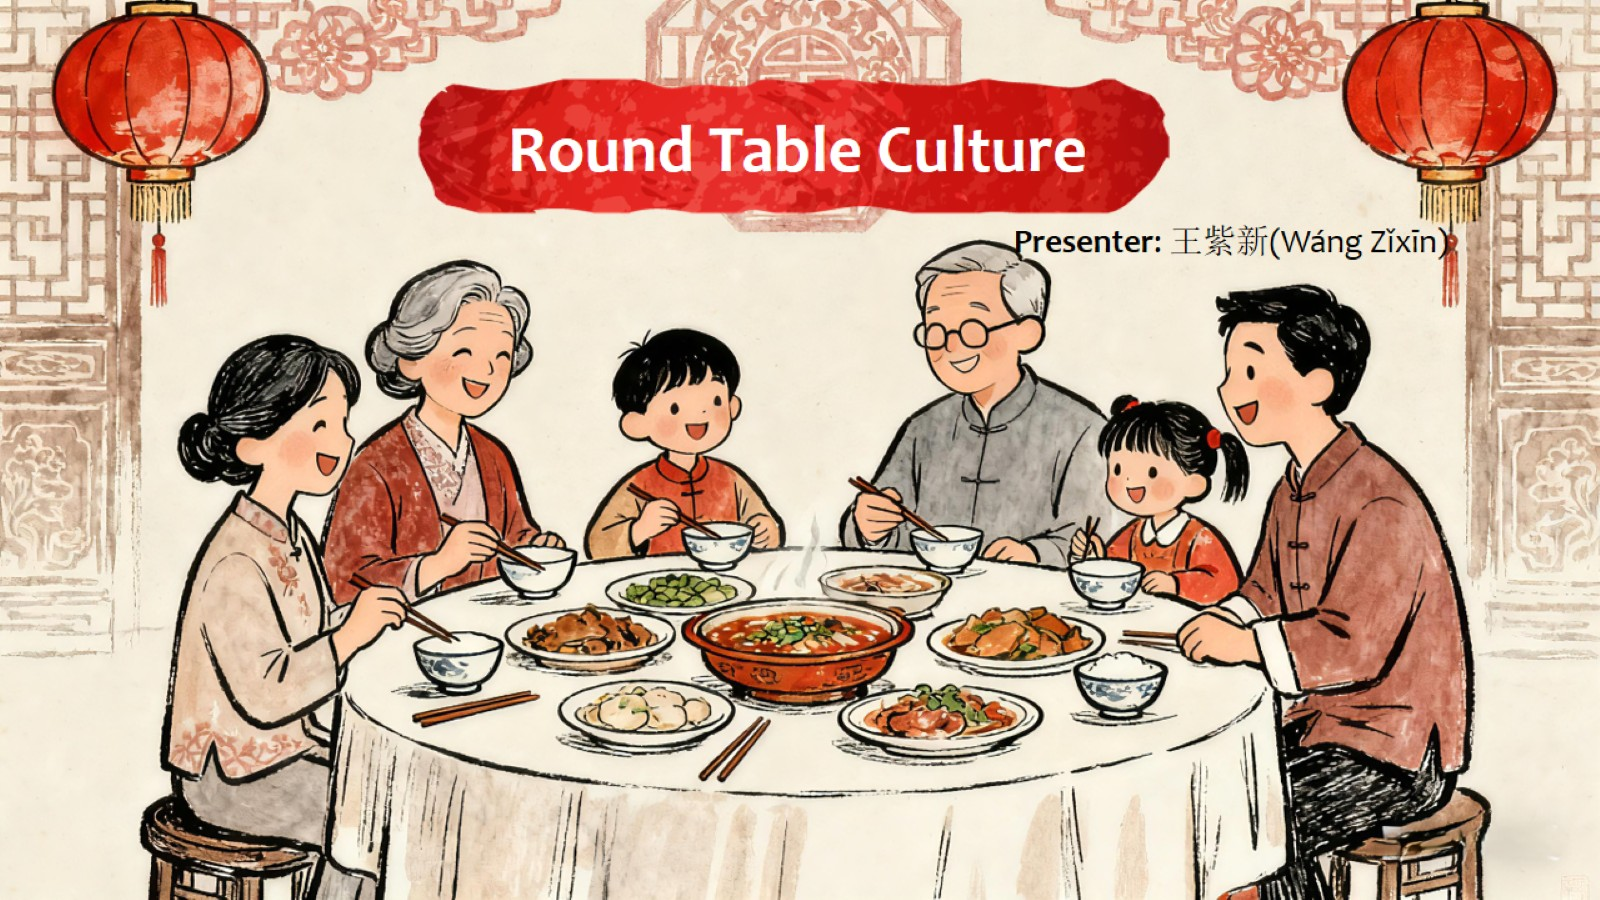 Round Table Culture
Presenter: 王紫新(Wáng Zǐxīn)